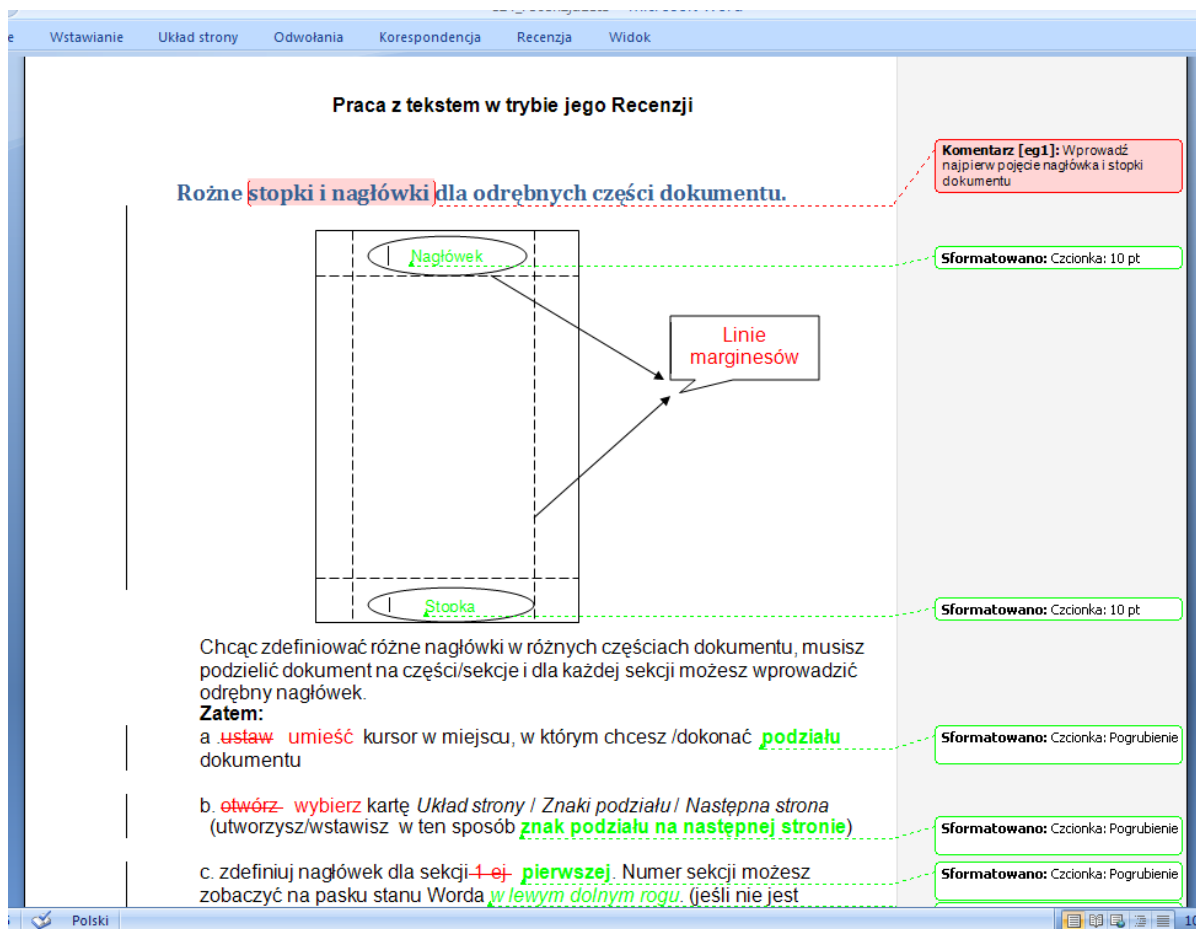 Wstawianie Układ strony Odwołania Korespondencja Recenzja Widok
Praca z tekstem w trybie jego Recenzji
Komentarz [eg1]: Wprowadź
najpierw pojęcie nagłówka i stopki
dokumentu
Rożne stopki i nagłówki dla odrębnych części dokumentu.
Nagłówek
Sformatowano: Czcionka: 10 pt
Linie
marginesów
Stopka
Sformatowano: Czcionka: 10 pt
Chcąc zdefiniować różne nagłówki w różnych częściach dokumentu, musisz
podzielić dokument na części/sekcje i dla każdej sekcji możesz wprowadzić
odrębny nagłówek.
Zatem:
a .ustaw umieść kursor w miejscu, w którym chcesz /dokonać podziału
dokumentu
Sformatowano: Czcionka: Pogrubienie
b. otwórz wybierz kartę Układ strony / Znaki podziału / Następna strona
(utworzysz/wstawisz w ten sposób znak podziału na następnej stronie)
Sformatowano: Czcionka: Pogrubienie
c. zdefiniuj nagłówek dla sekcji 1 ej pierwszej. Numer sekcji możesz
zobaczyć na pasku stanu Worda w lewym dolnym rogu. (jeśli nie jest
Sformatowano: Czcionka: Pogrubienie
Polski